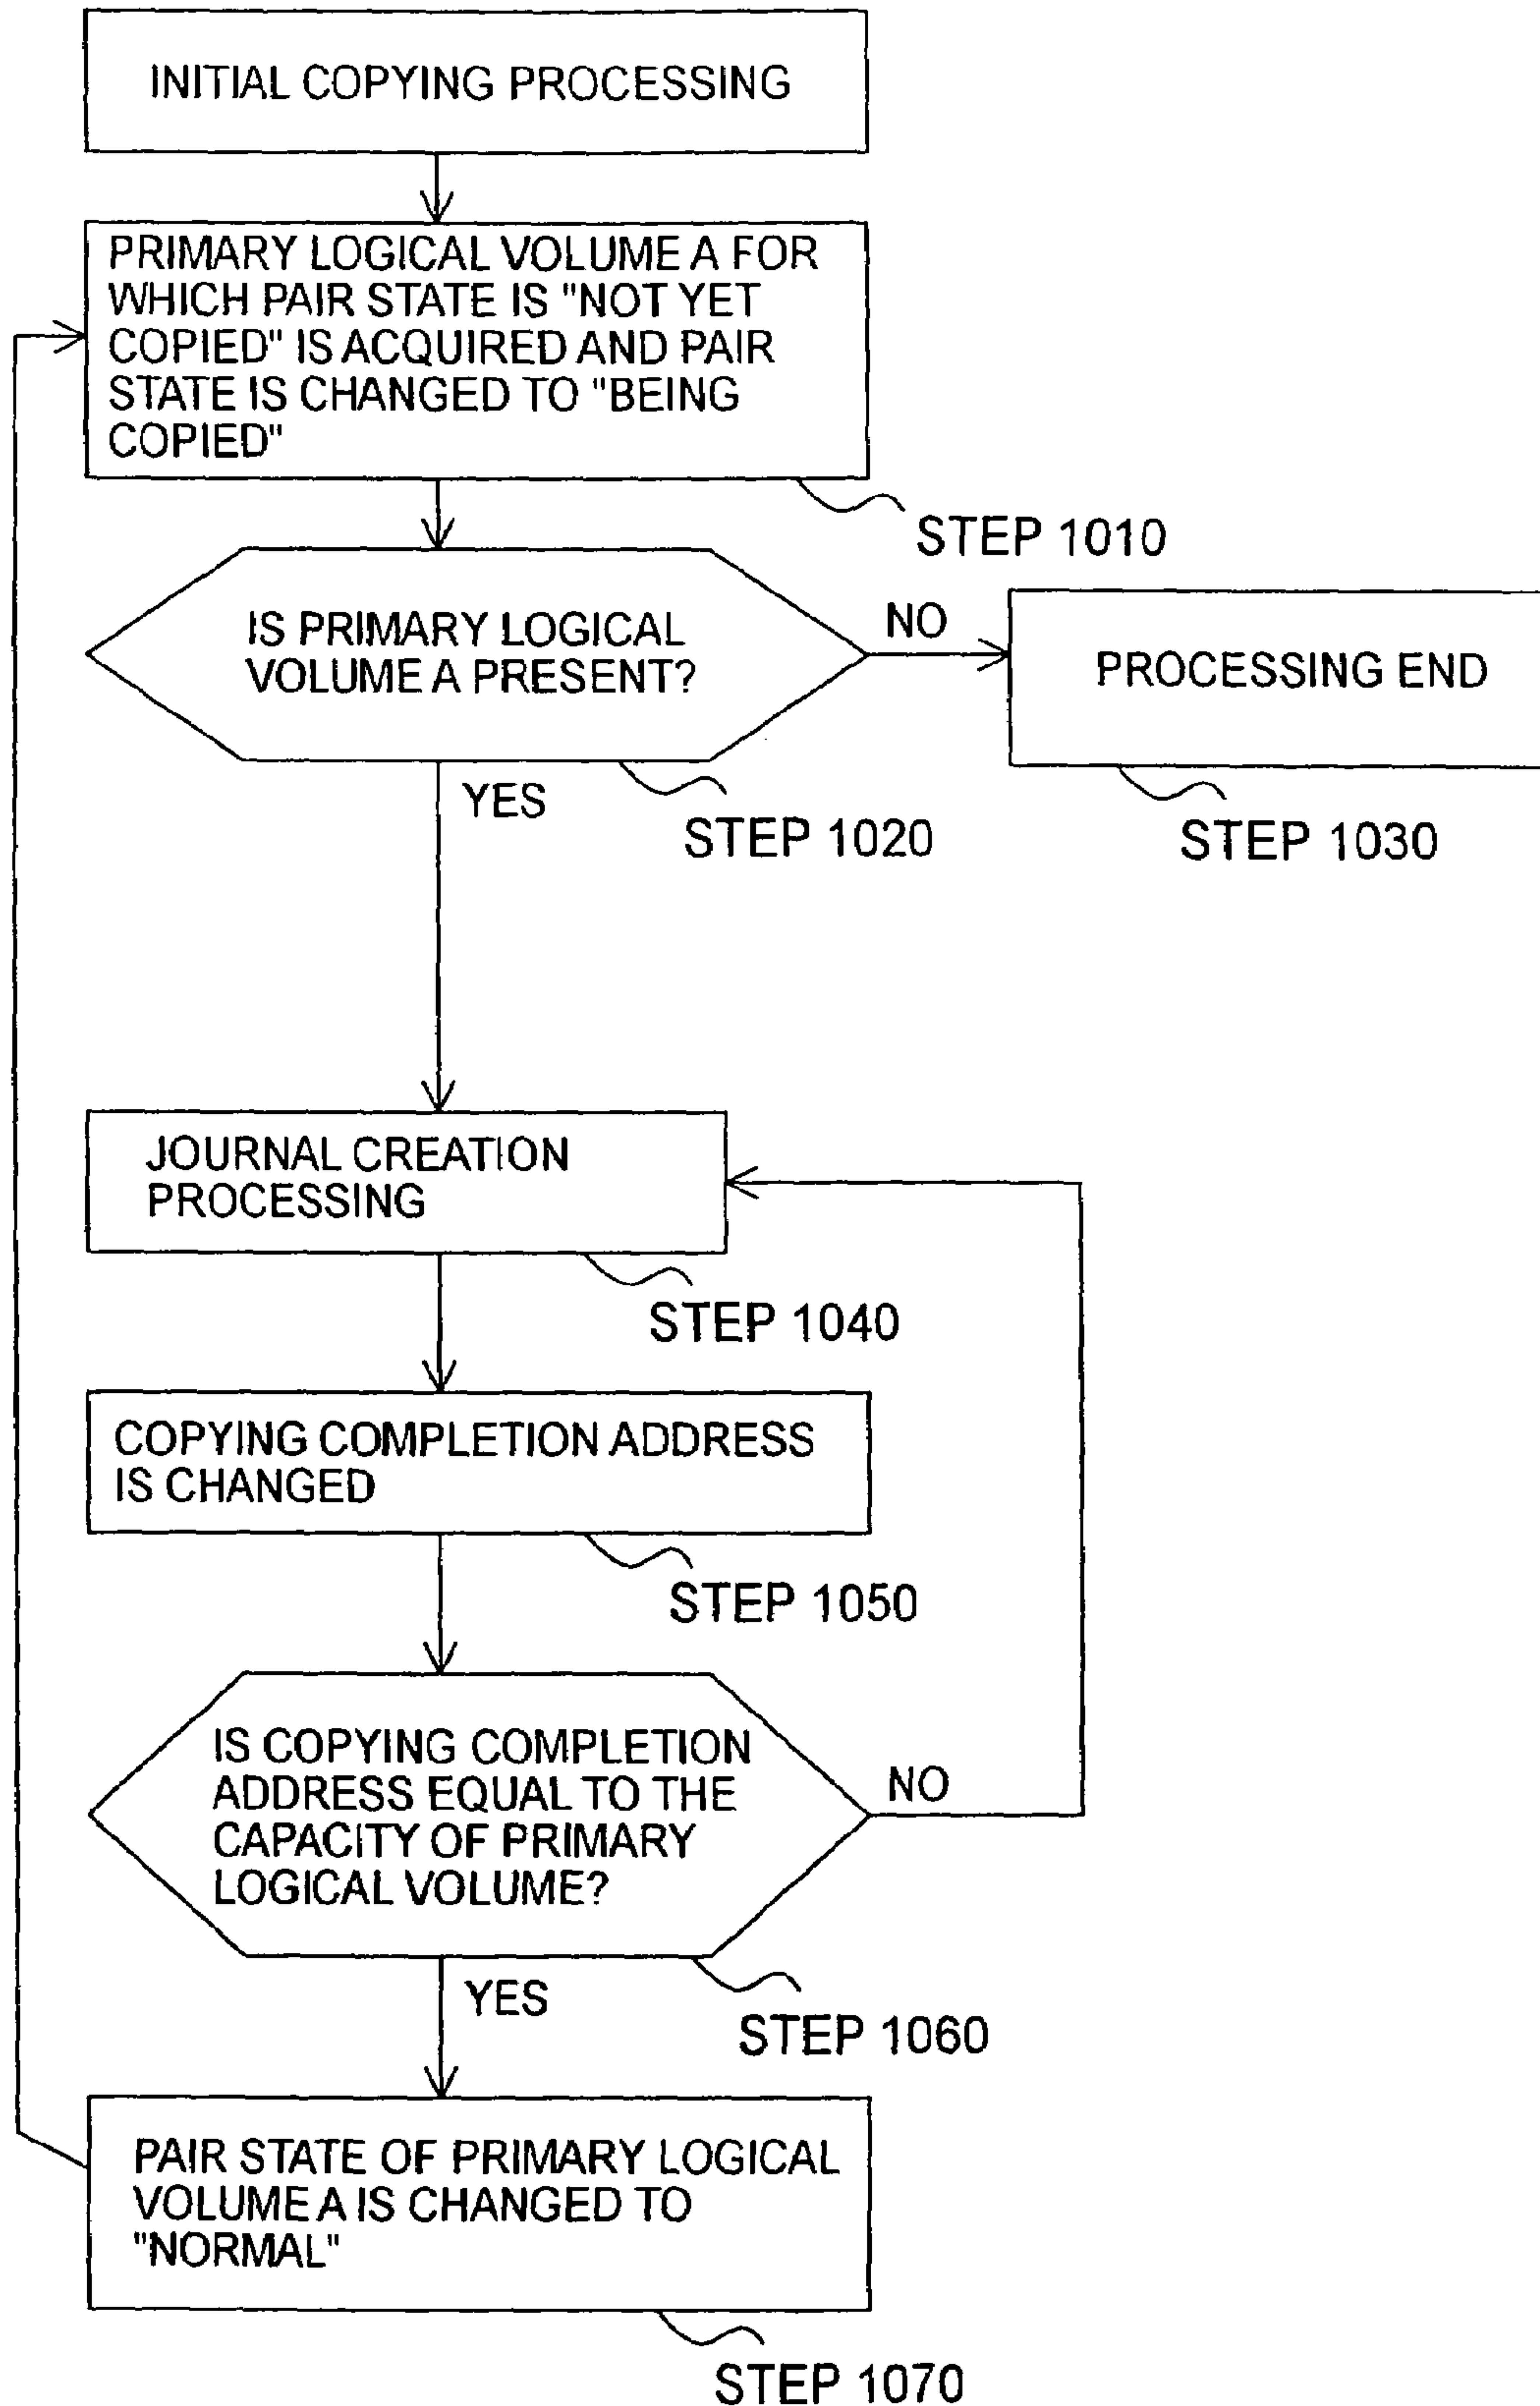 INITIAL COPYING PROCESSING
PRIMARY LOGICAL VOLUME A FOR
WHICH PAIR STATE IS "NOT YET
COPIED" IS ACQUIRED AND PAIR
STATE IS CHANGED TO "BEING
COPIED"
STEP 1010
IS PRIMARY LOGICAL
VOLUME A PRESENT?
NO
PROCESSING END
YES
STEP 1020
STEP 1030
JOURNAL CREATION
PROCESSING
STEP 1040
COPYING COMPLETION ADDRESS
IS CHANGED
STEP 1050
IS COPYING COMPLETION
ADDRESS EQUAL TO THE
CAPACITY OF PRIMARY
LOGICAL VOLUME?
NO
YES
STEP 1060
PAIR STATE OF PRIMARY LOGICAL
VOLUME A IS CHANGED TO
"NORMAL"
STEP 1070